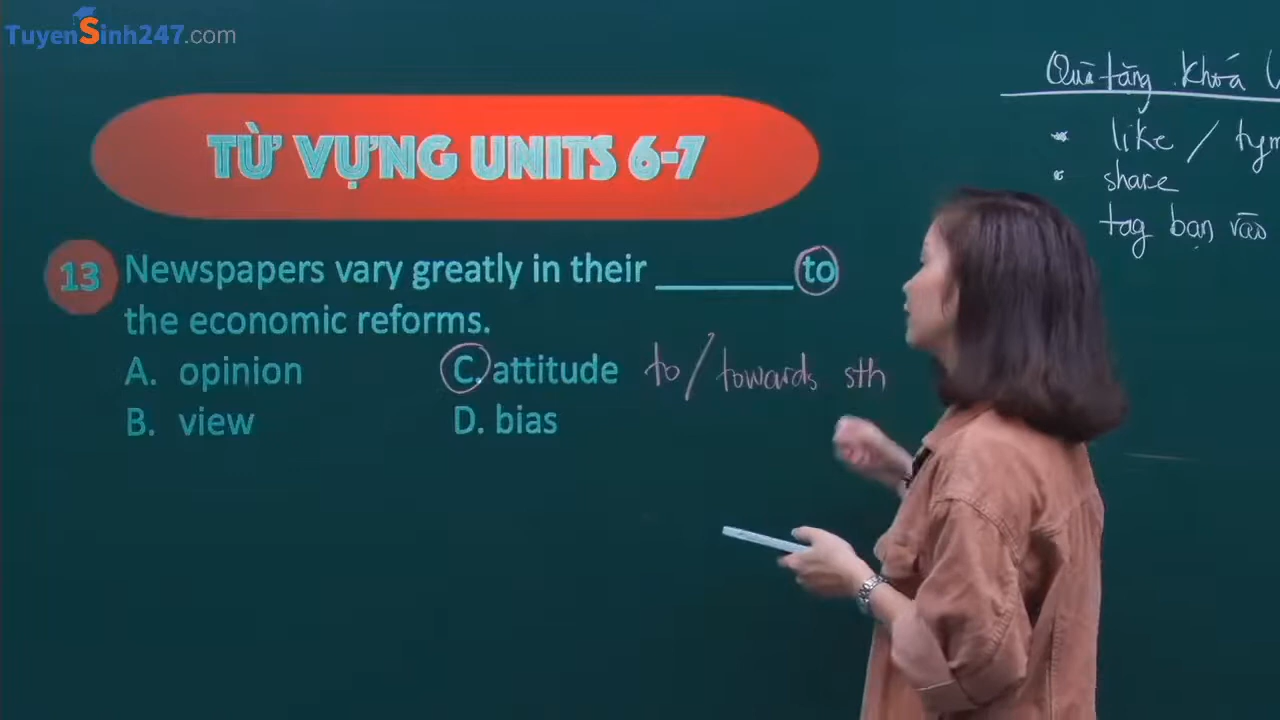 TuyenSinh247.com
Quà tặng khoá
like / tym
* share
tag bạn vào
TỪ VỰNG UNITS 6-7
13 Newspapers vary greatly in their ________ to
the economic reforms.
A. opinion C. attitude to / towards sth
B. view D. bias